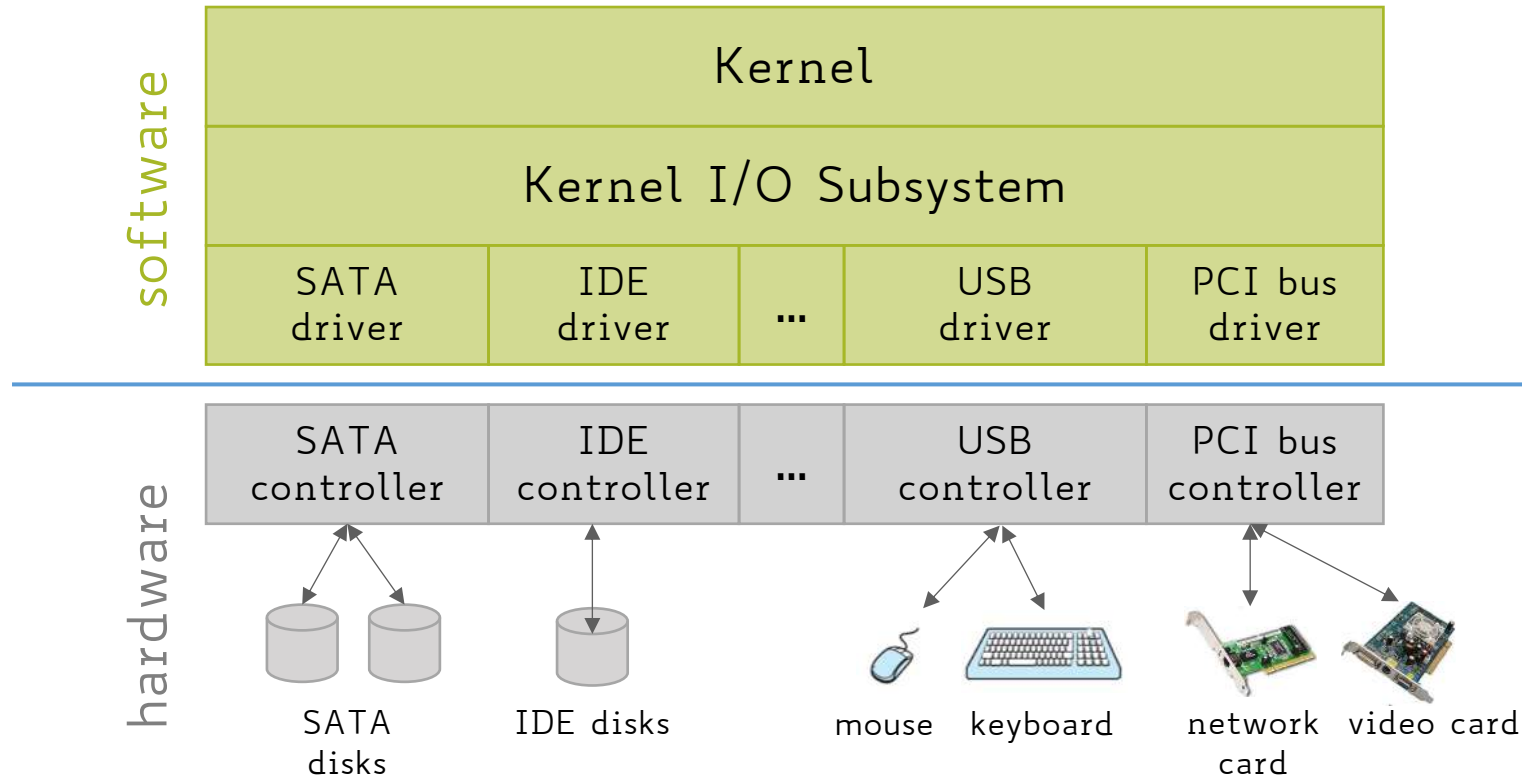 software
Kernel
Kernel I/O Subsystem
SATA
driver
IDE
driver
...
USB
driver
PCI bus
driver
hardware
SATA
controller
IDE
controller
...
USB
controller
PCI bus
controller
SATA
disks
IDE disks
mouse
keyboard
network
card
video card